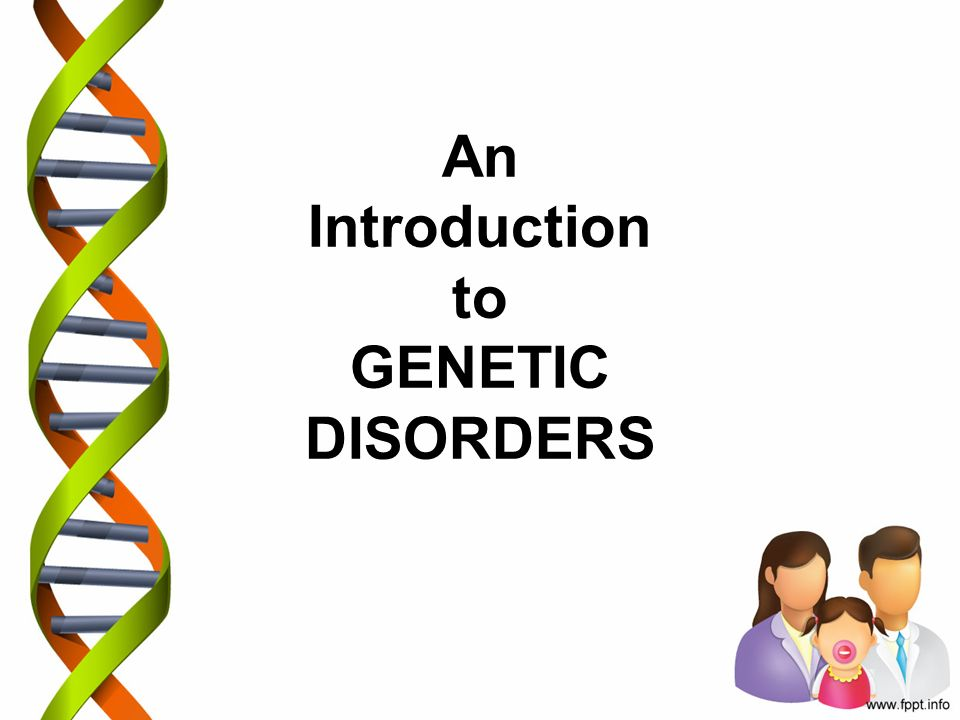 An
Introduction
to
GENETIC
DISORDERS
www.fppt.info